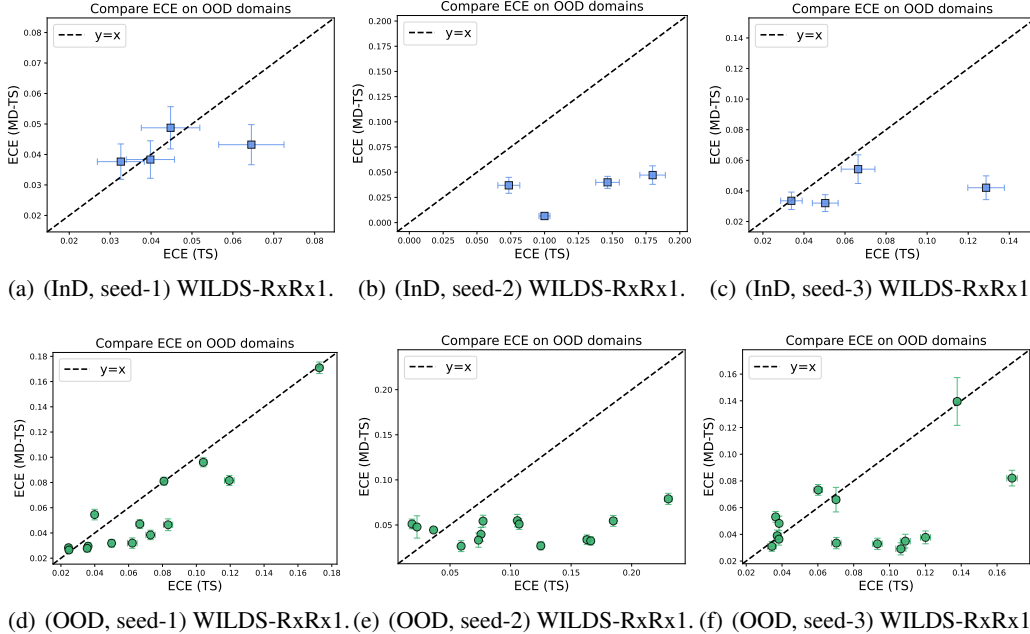 Compare ECE on OOD domains
Compare ECE on OOD domains
Compare ECE on OOD domains
y=x
y=x
y=x
ECE (MD-TS)
0.08
0.07
0.06
0.05
0.04
0.03
0.02
0.02 0.03 0.04 0.05 0.06 0.07 0.08
ECE (TS)
ECE (MD-TS)
0.200
0.175
0.150
0.125
0.100
0.075
0.050
0.025
0.000
0.000 0.025 0.050 0.075 0.100 0.125 0.150 0.175 0.200
ECE (TS)
ECE (MD-TS)
0.14
0.12
0.10
0.08
0.06
0.04
0.02
0.02 0.04 0.06 0.08 0.10 0.12 0.14
ECE (TS)
(a) (InD, seed-1) WILDS-RxRx1.
(b) (InD, seed-2) WILDS-RxRx1.
(c) (InD, seed-3) WILDS-RxRx1
Compare ECE on OOD domains
Compare ECE on OOD domains
Compare ECE on OOD domains
y=x
y=x
y=x
ECE (MD-TS)
0.18
0.16
0.14
0.12
0.10
0.08
0.06
0.04
0.02
0.02 0.04 0.06 0.08 0.10 0.12 0.14 0.16 0.18
ECE (TS)
ECE (MD-TS)
0.20
0.15
0.10
0.05
0.05 0.10 0.15 0.20
ECE (TS)
ECE (MD-TS)
0.16
0.14
0.12
0.10
0.08
0.06
0.04
0.02
0.02 0.04 0.06 0.08 0.10 0.12 0.14 0.16
ECE (TS)
(d) (OOD, seed-1) WILDS-RxRx1.
(e) (OOD, seed-2) WILDS-RxRx1.
(f) (OOD, seed-3) WILDS-RxRx1